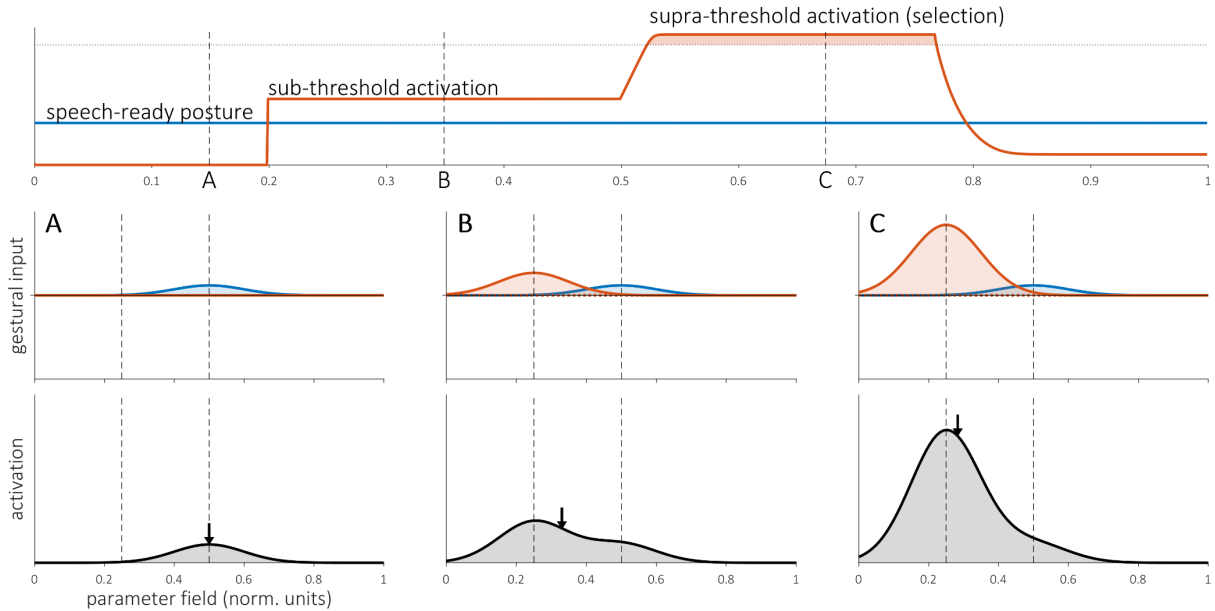 supra-threshold activation (selection)
sub-threshold activation
speech-ready posture
0 0.1 0.2 0.3 0.4 0.5 0.6 0.7 0.8 0.9 1
A B C
A B C
gestural input
0 0.2 0.4 0.6 0.8 1 0 0.2 0.4 0.6 0.8 1 0 0.2 0.4 0.6 0.8 1
activation
parameter field (norm. units)